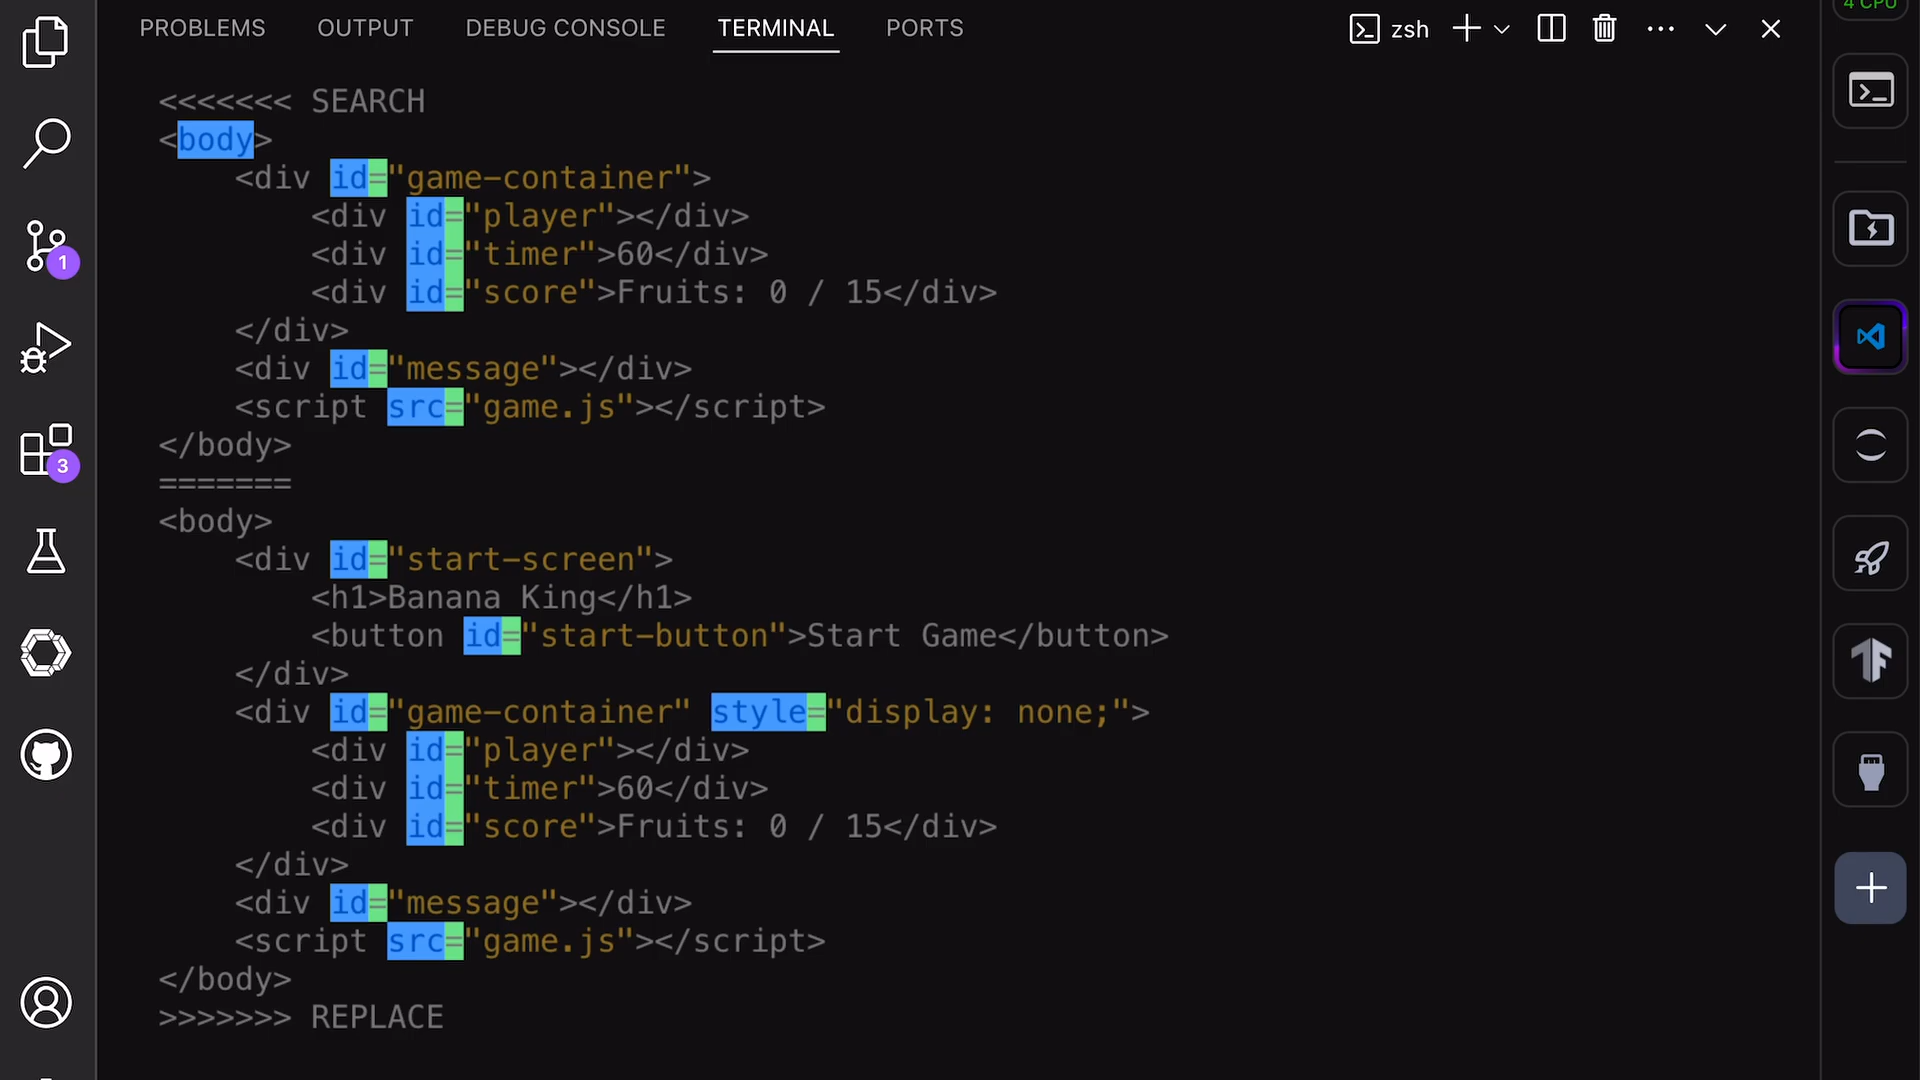 PROBLEMS OUTPUT DEBUG CONSOLE TERMINAL PORTS zsh
4 CPU
<<<<<<< SEARCH
<body>
    <div id="game-container">
        <div id="player"></div>
        <div id="timer">60</div>
        <div id="score">Fruits: 0 / 15</div>
    </div>
    <div id="message"></div>
    <script src="game.js"></script>
</body>
=======
<body>
    <div id="start-screen">
        <h1>Banana King</h1>
        <button id="start-button">Start Game</button>
    </div>
    <div id="game-container" style="display: none;">
        <div id="player"></div>
        <div id="timer">60</div>
        <div id="score">Fruits: 0 / 15</div>
    </div>
    <div id="message"></div>
    <script src="game.js"></script>
</body>
>>>>>>> REPLACE
1
3